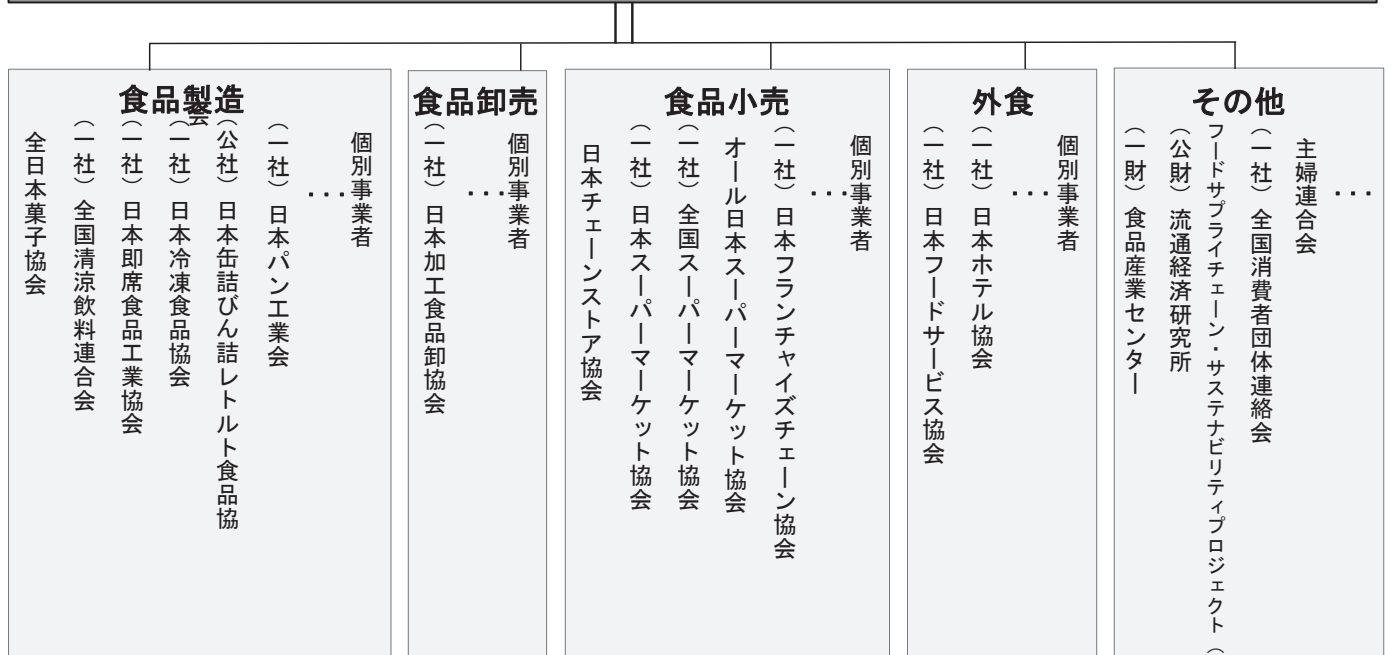 食品製造
全日本菓子協会
（一社）全国清涼飲料連合会
（一社）日本即席食品工業協会
（一社）日本冷凍食品協会
（公社）日本缶詰びん詰レトルト食品協
会
（一社）日本パン工業会
・・・
個別事業者
食品卸売
（一社）日本加工食品卸協会
・・・
個別事業者
食品小売
日本チェーンストア協会
（一社）日本スーパーマーケット協会
（一社）全国スーパーマーケット協会
オール日本スーパーマーケット協会
（一社）日本フランチャイズチェーン協会
・・・
個別事業者
外食
（一社）日本フードサービス協会
（一社）日本ホテル協会
・・・
個別事業者
その他
（一財）食品産業センター
（公財）流通経済研究所
フードサプライチェーン・サステナビリティプロジェクト（
（一社）全国消費者団体連絡会
主婦連合会
・・・